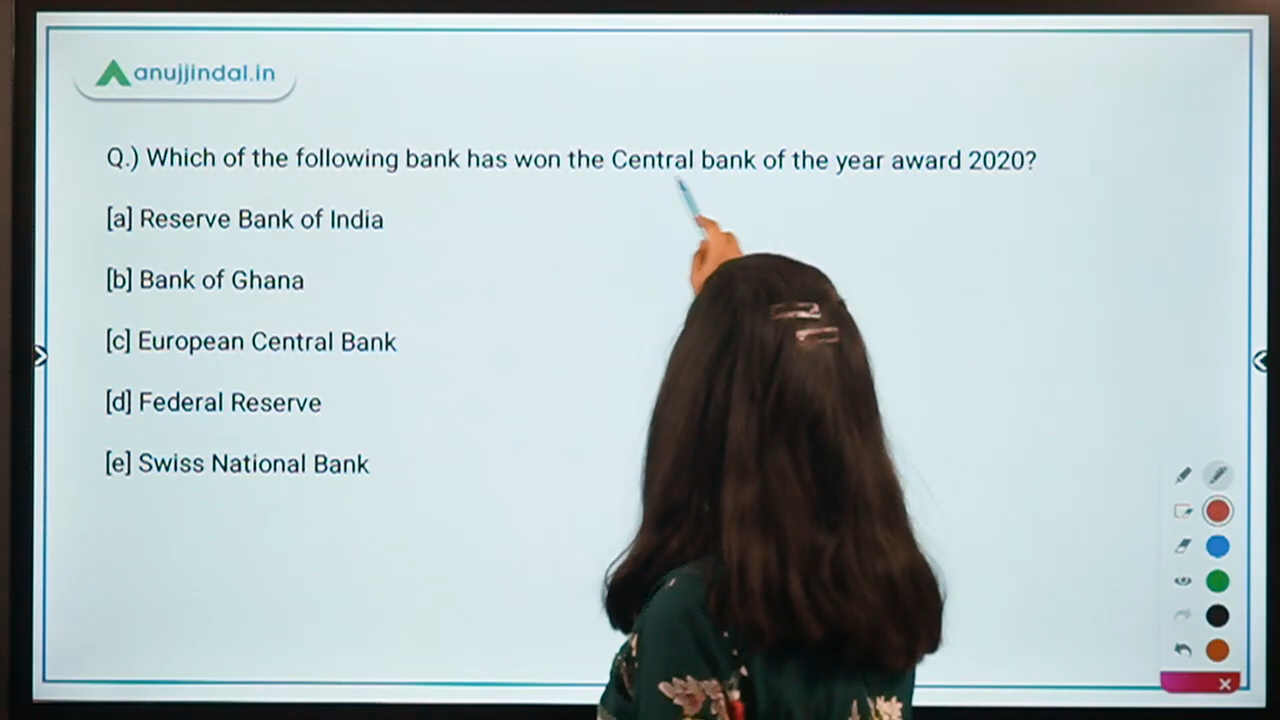 anujjindal.in
Q.) Which of the following bank has won the Central bank of the year award 2020?
[a] Reserve Bank of India
[b] Bank of Ghana
[c] European Central Bank
[d] Federal Reserve
[e] Swiss National Bank